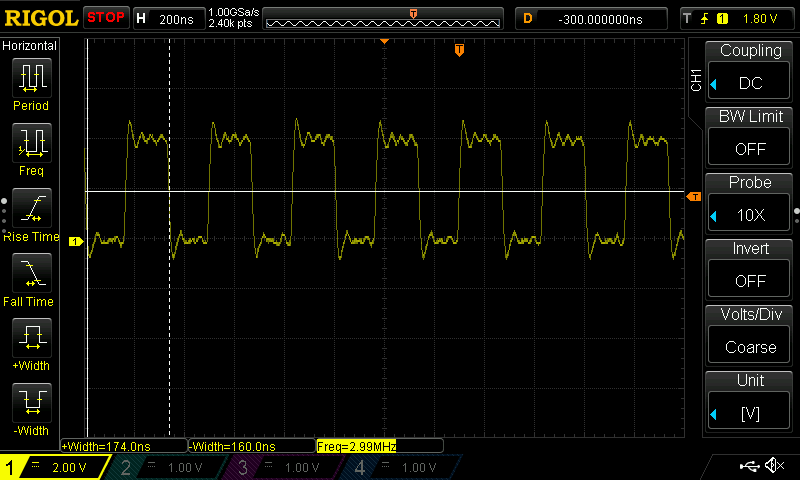 RIGOL STOP H 200ns 1.00GSa/s D -300.000000ns T 1 1.80 V
2.40k pts
T
Horizontal
Period
Freq
Rise Time
Fall Time
+Width
-Width
T
1
T
CH1
Coupling
DC
BW Limit
OFF
Probe
10X
Invert
OFF
Volts/Div
Coarse
Unit
[V]
+Width=174.0ns -Width=160.0ns Freq=2.99MHz
1 2.00 V 2 1.00 V 3 1.00 V 4 1.00 V